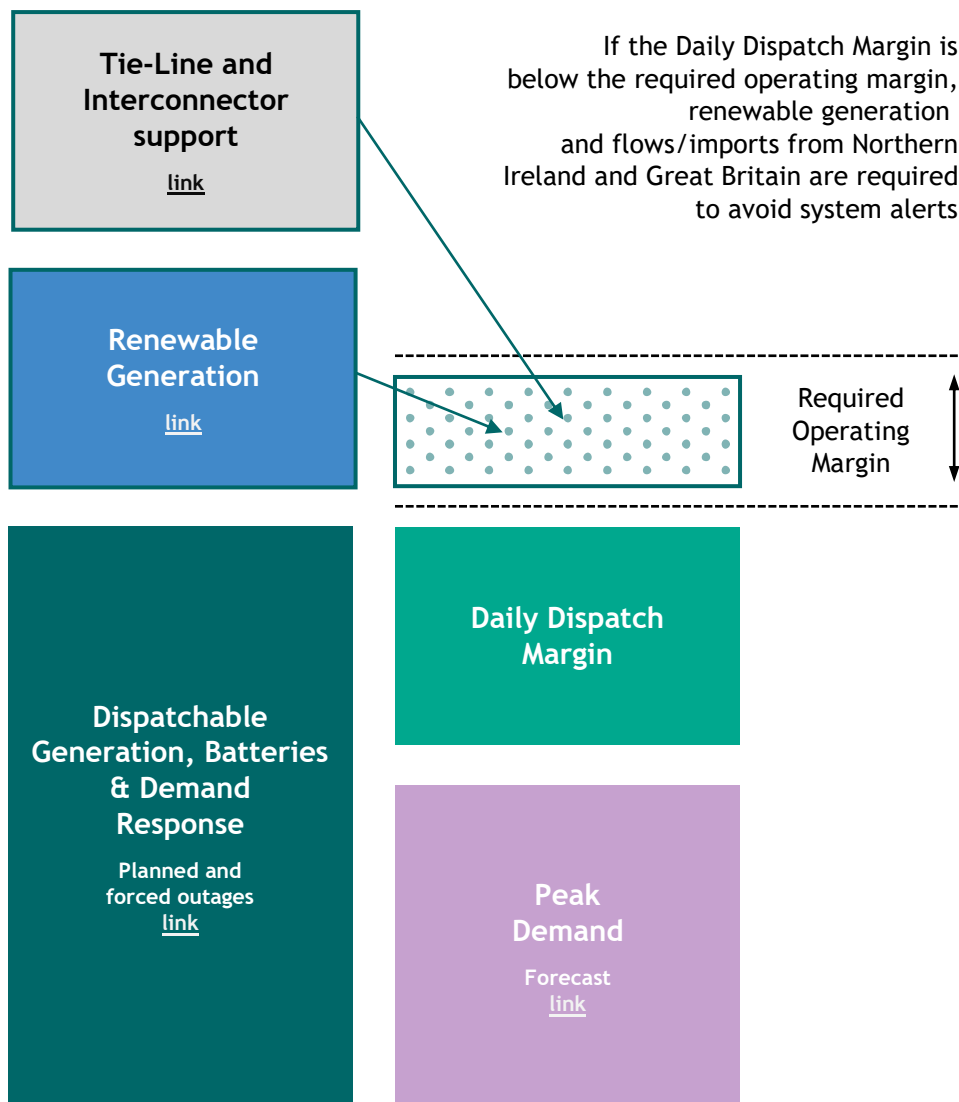 Tie-Line and
Interconnector
support
link
If the Daily Dispatch Margin is
below the required operating margin,
renewable generation
and flows/imports from Northern
Ireland and Great Britain are required
to avoid system alerts
Renewable
Generation
link
Required
Operating
Margin
Dispatchable
Generation, Batteries
& Demand
Response
Planned and
forced outages
link
Daily Dispatch
Margin
Peak
Demand
Forecast
link